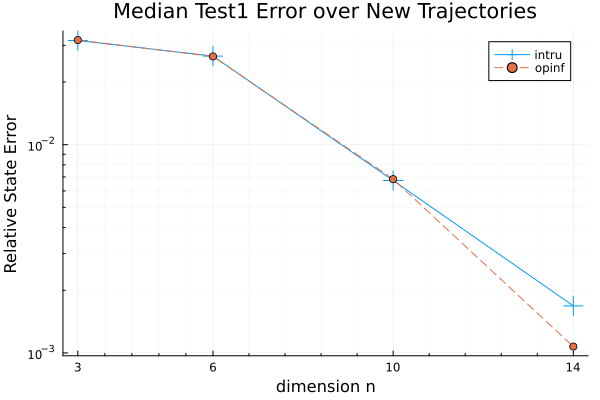 Median Test1 Error over New Trajectories
intru
opinf
Relative State Error
10⁻²
10⁻³
3 6 10 14
dimension n